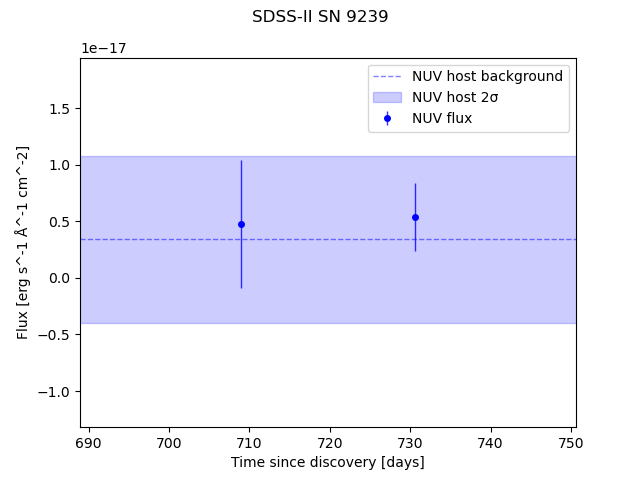 SDSS-II SN 9239
1e−17
NUV host background
NUV host 2σ
NUV flux
1.5
1.0
0.5
0.0
−0.5
−1.0
Flux [erg s^-1 Å^-1 cm^-2]
690 700 710 720 730 740 750
Time since discovery [days]